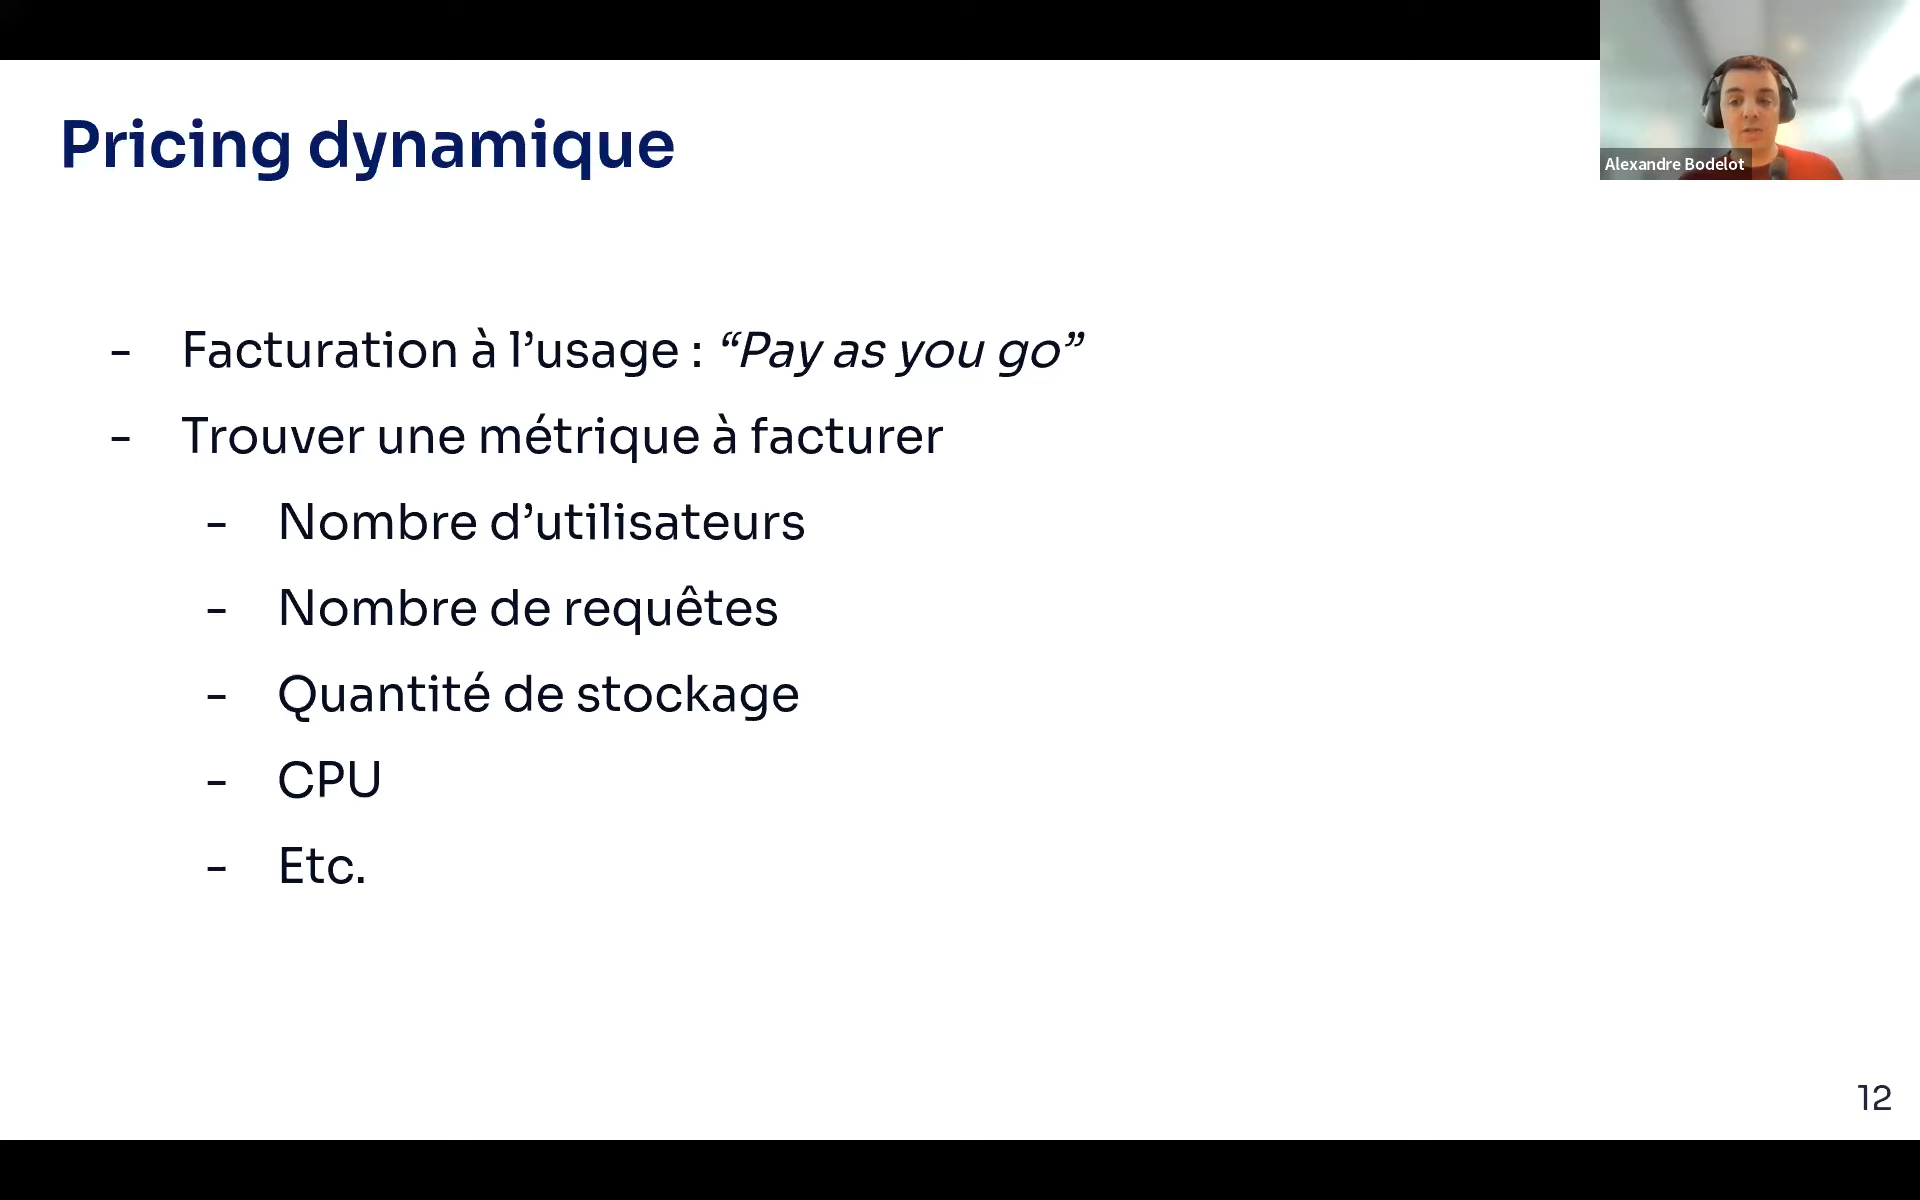 Pricing dynamique
Alexandre Bodelot
- Facturation à l’usage : “Pay as you go”
- Trouver une métrique à facturer
- Nombre d’utilisateurs
- Nombre de requêtes
- Quantité de stockage
- CPU
- Etc.
12